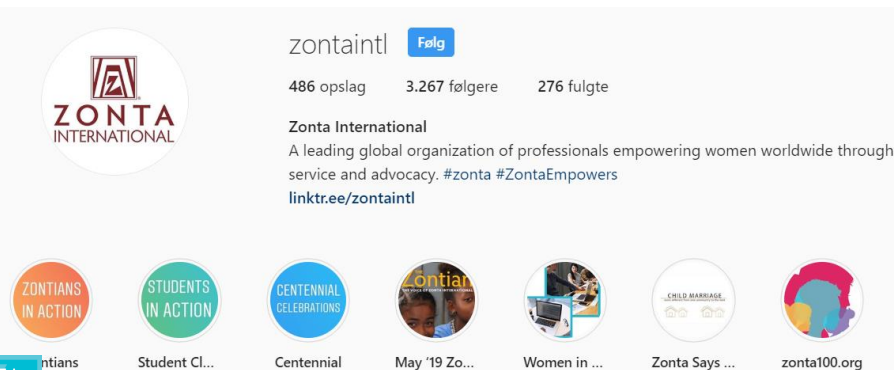 zontaintl Følg
486 opslag 3.267 følgere 276 fulgte
ZONTA
INTERNATIONAL
Zonta International
A leading global organization of professionals empowering women worldwide through
service and advocacy. #zonta #ZontaEmpowers
linktr.ee/zontaintl
ZONTIANS
IN ACTION
STUDENTS
IN ACTION
CENTENNIAL
CELEBRATIONS
Zontian
CHILD MARRIAGE
ntians Student Cl... Centennial May '19 Zo... Women in ... Zonta Says ... zonta100.org